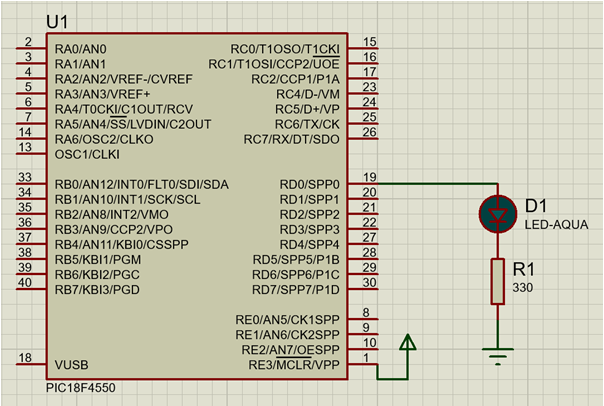 U1
2 RA0/AN0 RC0/T1OSO/T1CKI 15
3 RA1/AN1 RC1/T1OSI/CCP2/UOE 16
4 RA2/AN2/VREF-/CVREF RC2/CCP1/P1A 17
5 RA3/AN3/VREF+ RC4/D-/VM 23
6 RA4/T0CKI/C1OUT/RCV RC5/D+/VP 24
7 RA5/AN4/SS/LVDIN/C2OUT RC6/TX/CK 25
14 RA6/OSC2/CLKO RC7/RX/DT/SDO 26
13 OSC1/CLKI
33 RB0/AN12/INT0/FLT0/SDI/SDA RD0/SPP0 19
34 RB1/AN10/INT1/SCK/SCL RD1/SPP1 20
35 RB2/AN8/INT2/VMO RD2/SPP2 21
36 RB3/AN9/CCP2/VPO RD3/SPP3 22
37 RB4/AN11/KBI0/CSSPP RD4/SPP4 27
38 RB5/KBI1/PGM RD5/SPP5/P1B 28
39 RB6/KBI2/PGC RD6/SPP6/P1C 29
40 RB7/KBI3/PGD RD7/SPP7/P1D 30
RE0/AN5/CK1SPP 8
RE1/AN6/CK2SPP 9
RE2/AN7/OESPP 10
18 VUSB RE3/MCLR/VPP 1
PIC18F4550
D1
LED-AQUA
R1
330